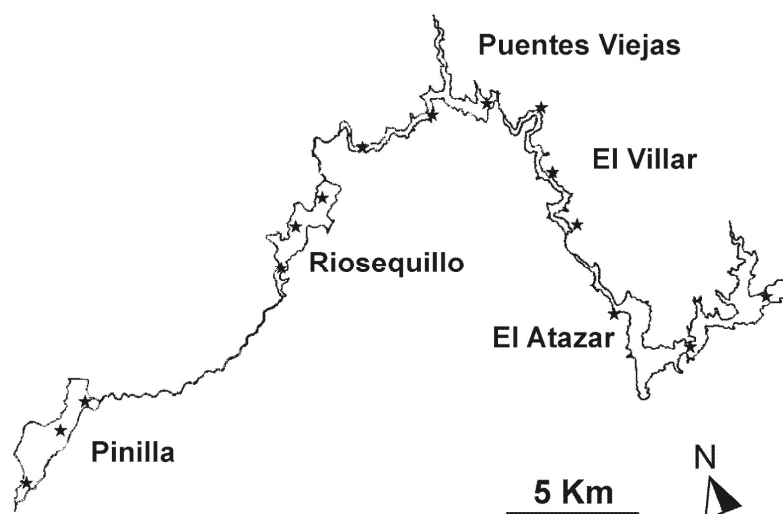 Puentes Viejas
El Villar
Riosequillo
El Atazar
Pinilla
5 Km
N